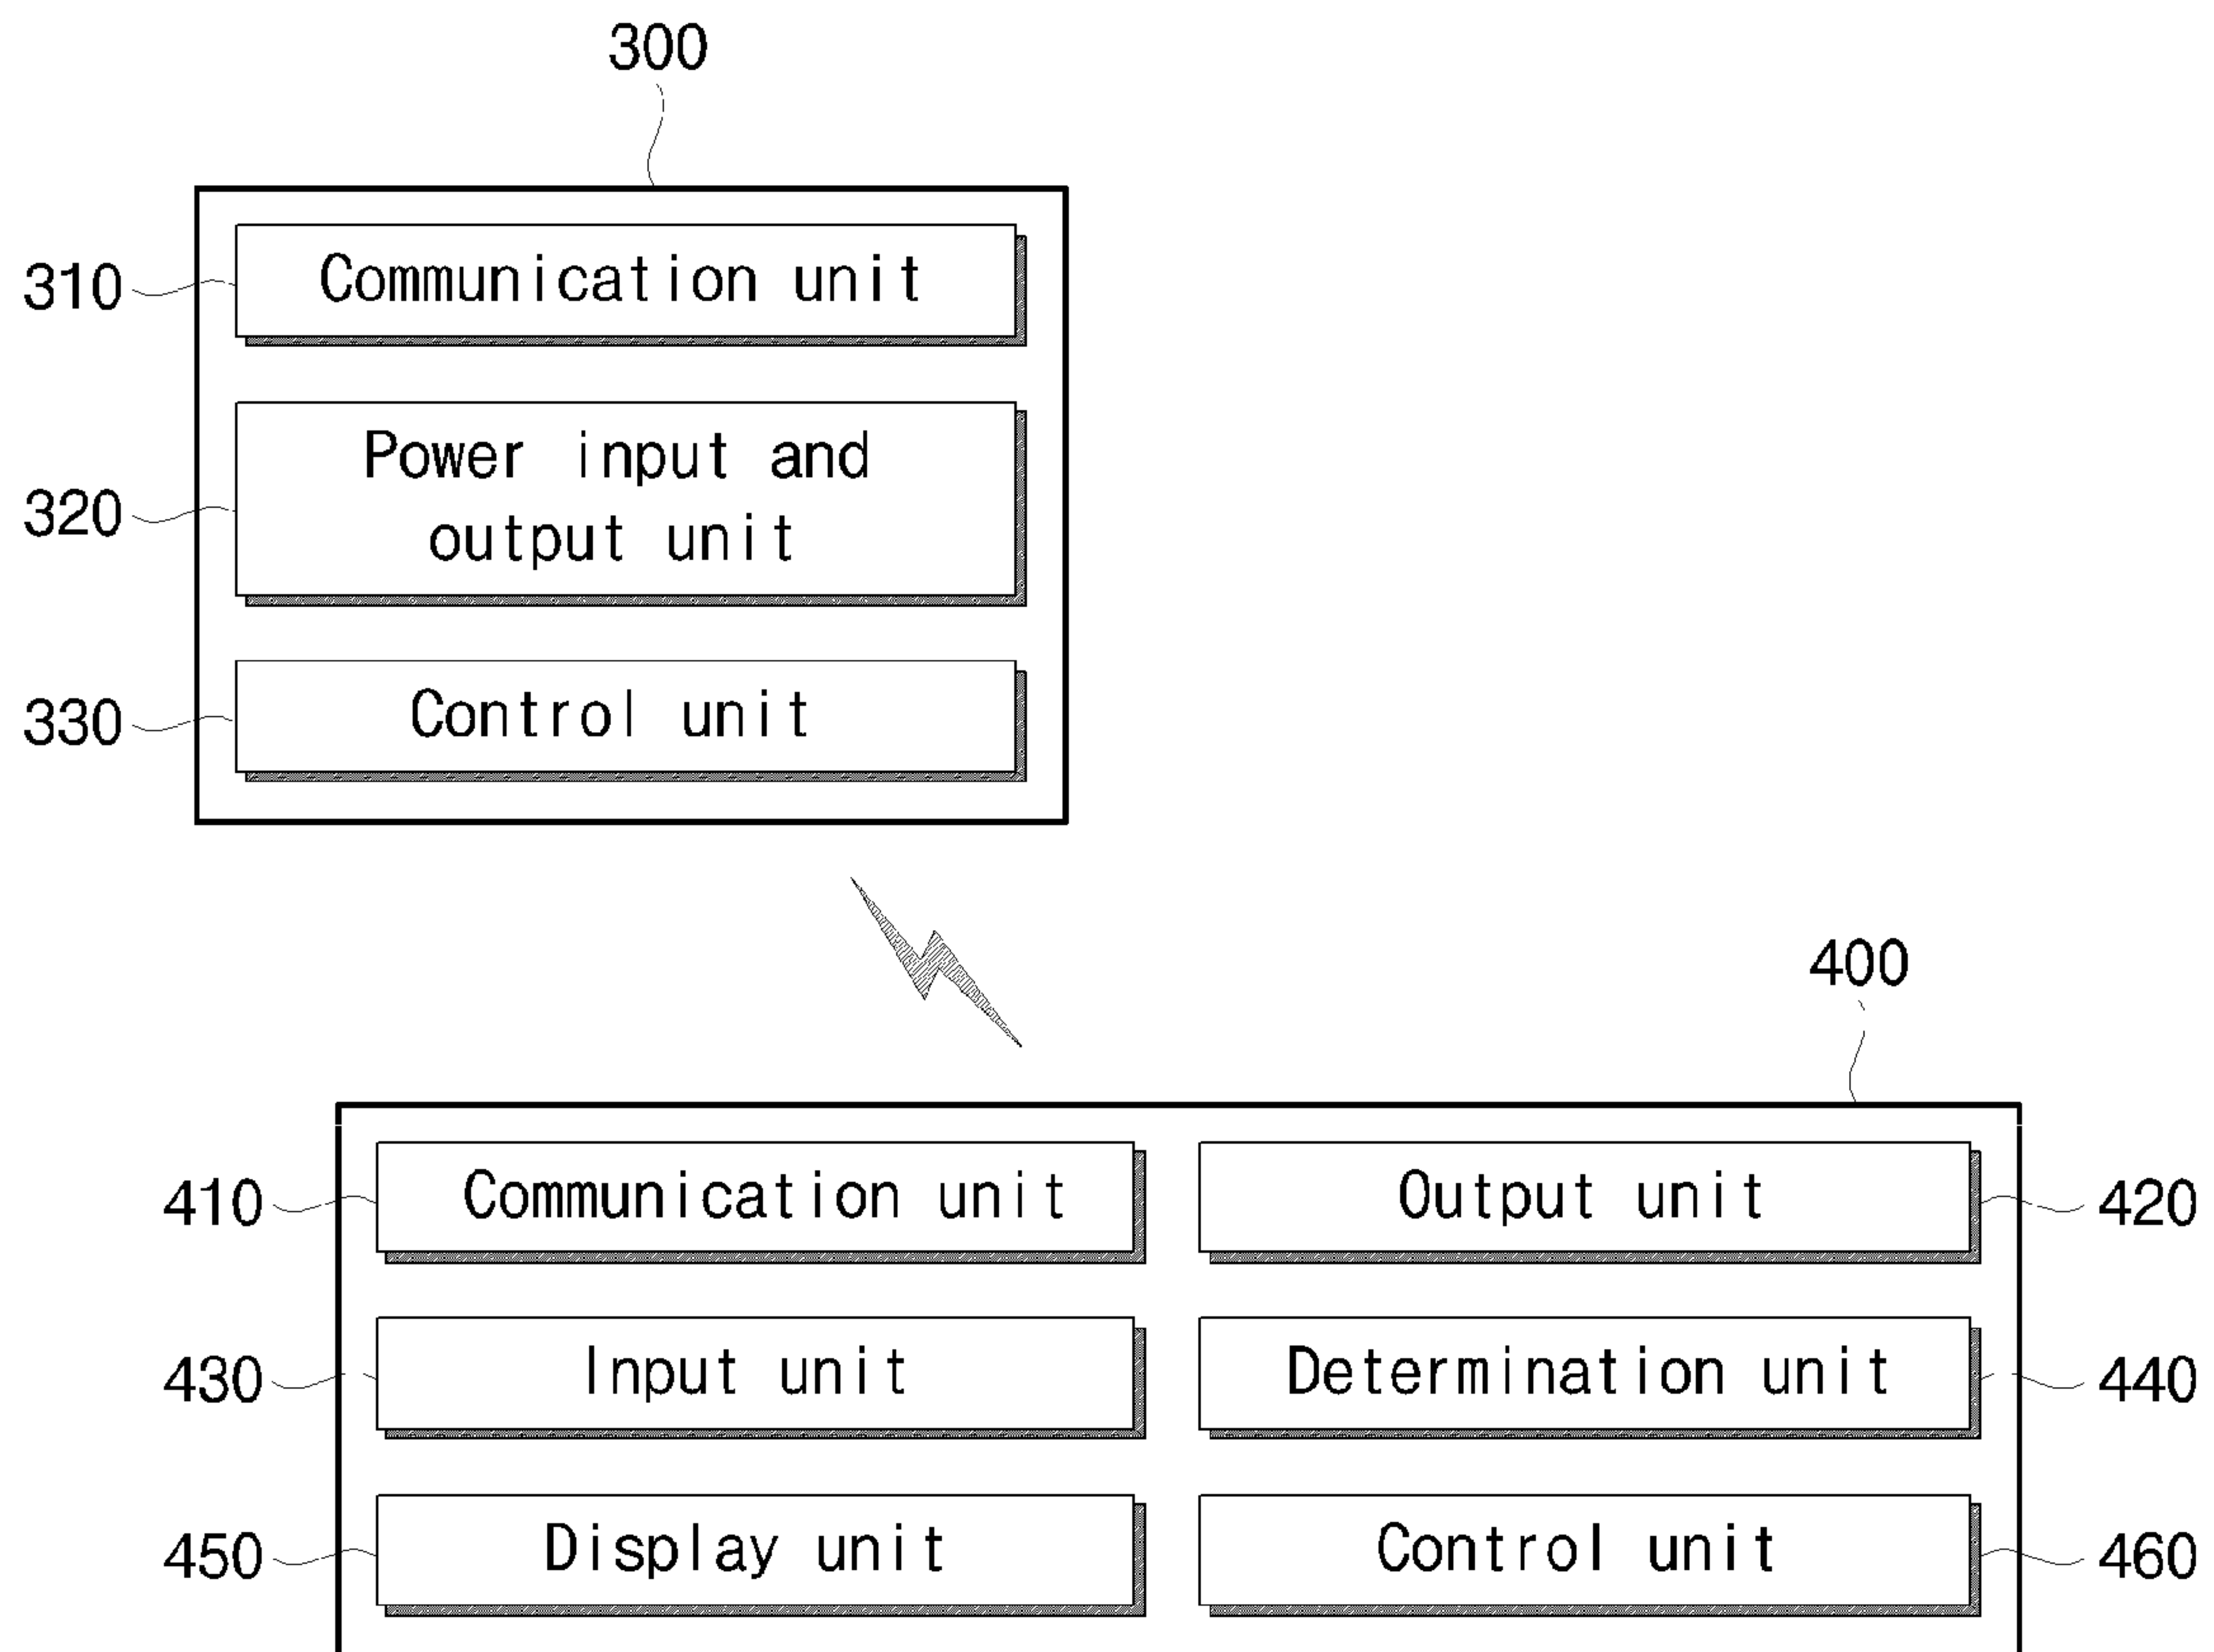 300
310 Communication unit
Power input and
320
output unit
330 Control unit
400
410 Communication unit Output unit 420
430 Input unit Determination unit 440
450 Display unit Control unit 460